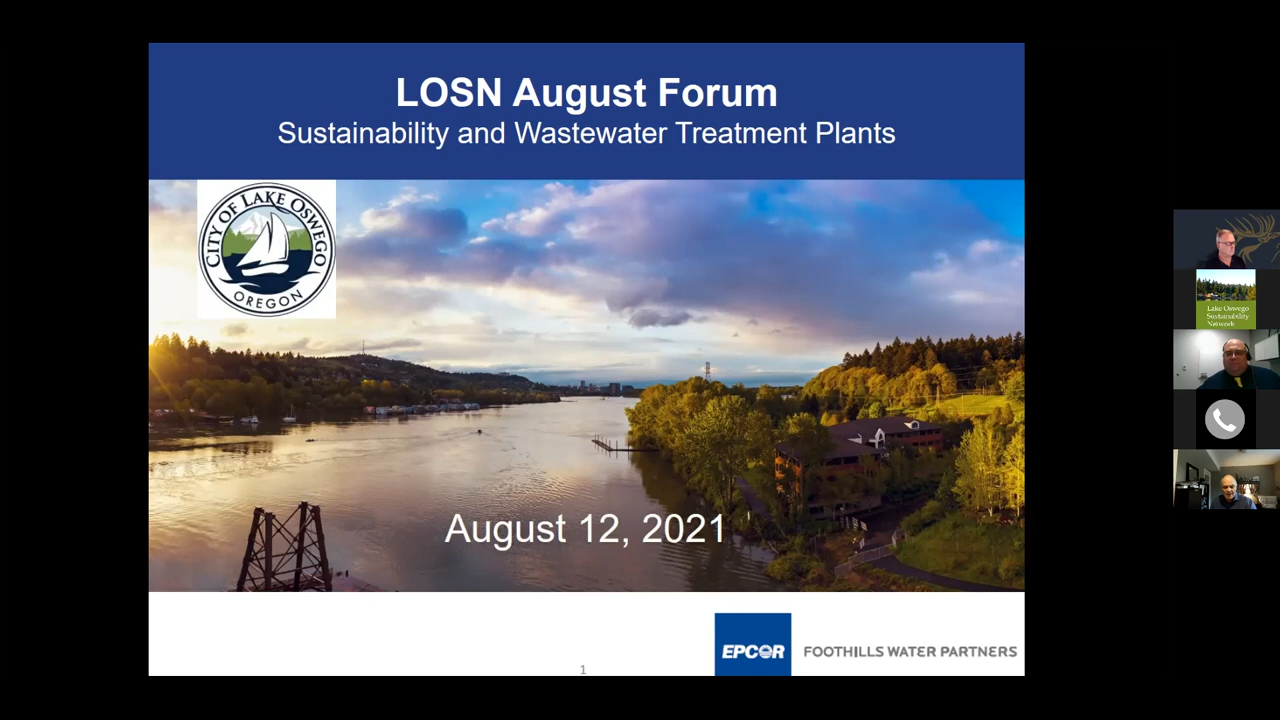 LOSN August Forum
Sustainability and Wastewater Treatment Plants
CITY OF LAKE OSWEGO
OREGON
Lake Oswego
Sustainability
Network
August 12, 2021
EPCOR
FOOTHILLS WATER PARTNERS
1